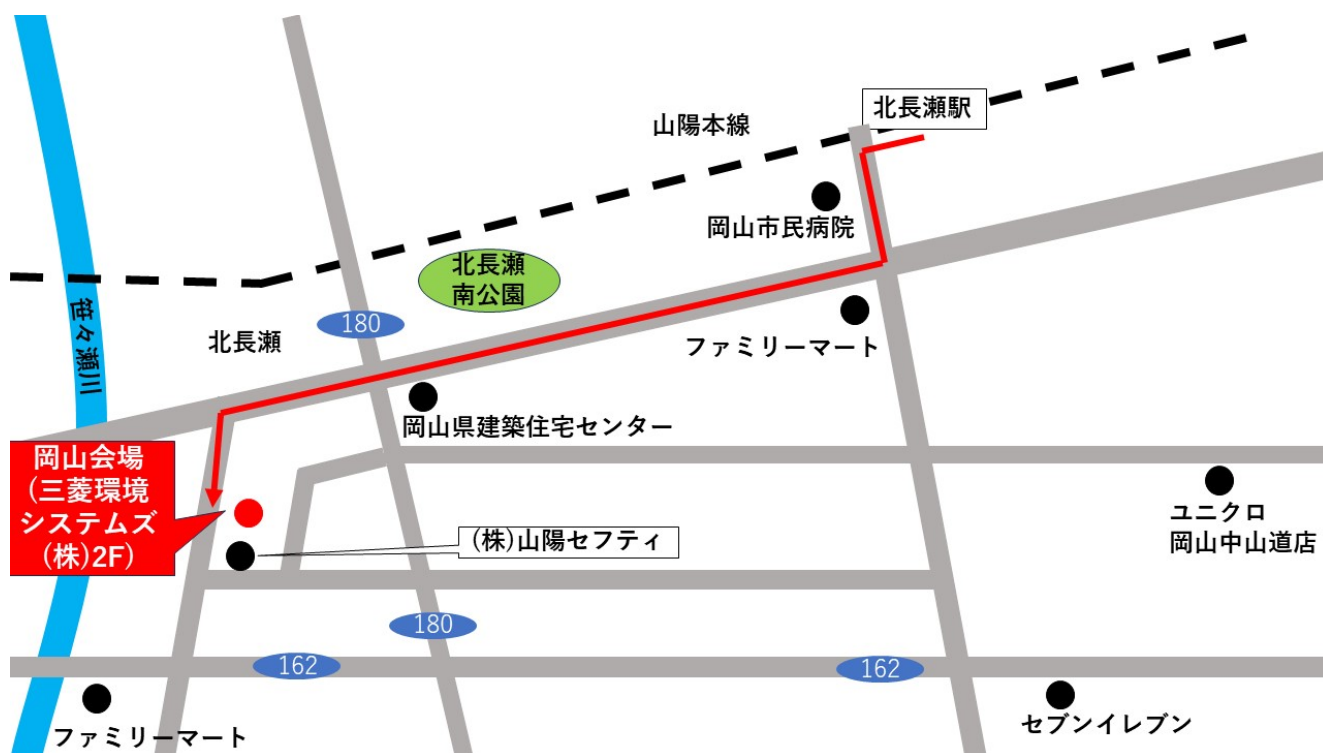 北長瀬駅
山陽本線
岡山市民病院
北長瀬
南公園
笹々瀬川
180
北長瀬
ファミリーマート
岡山県建築住宅センター
岡山会場
(三菱環境
システムズ
(株)2F)
ユニクロ
岡山中山道店
(株)山陽セフティ
180
162
162
ファミリーマート
セブンイレブン